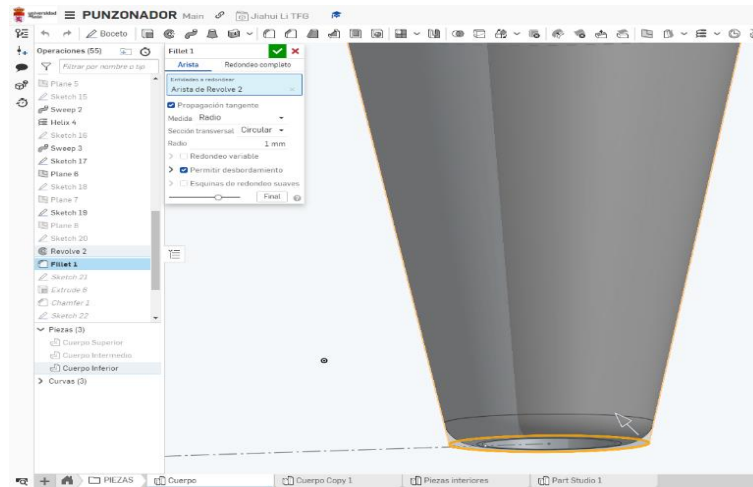 PUNZONADOR Main Jiahui Li TFG
Boceto
Operaciones (55)
Filtrar por nombre o tip
Plane 5
Sketch 15
Sweep 2
Helix 4
Sketch 16
Sweep 3
Sketch 17
Plane 6
Sketch 18
Plane 7
Sketch 19
Plane 8
Sketch 20
Revolve 2
Fillet 1
Sketch 21
Extrude 6
Chamfer 1
Sketch 22
Piezas (3)
Cuerpo Superior
Cuerpo Intermedio
Cuerpo Inferior
Curvas (3)
Fillet 1
Arista Redondeo completo
Entidades a redondear
Arista de Revolve 2
Propagación tangente
Medida Radio
Sección transversal Circular
Radio 1 mm
Redondeo variable
Permitir desbordamiento
Esquinas de redondeo suaves
Final
PIEZAS Cuerpo Cuerpo Copy 1 Piezas interiores Part Studio 1